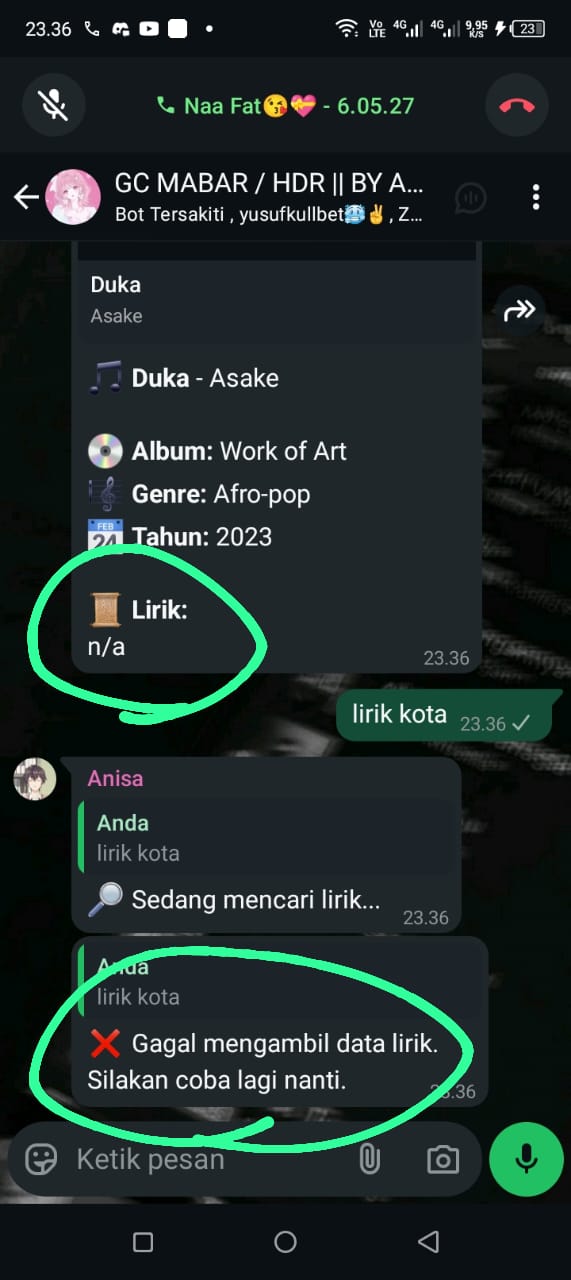 23.36
Vo
LTE
4G
4G
9,95
K/S
23
Naa Fat😘💝 - 6.05.27
GC MABAR / HDR || BY A...
Bot Tersakiti , yusufkullbet🥶✌️, Z...
Duka
Asake
🎵 Duka - Asake
💿 Album: Work of Art
🎼 Genre: Afro-pop
📆 Tahun: 2023
📜 Lirik:
n/a
23.36
lirik kota 23.36
Anisa
Anda
lirik kota
🔎 Sedang mencari lirik...
23.36
Anda
lirik kota
❌ Gagal mengambil data lirik.
Silakan coba lagi nanti.
23.36
Ketik pesan